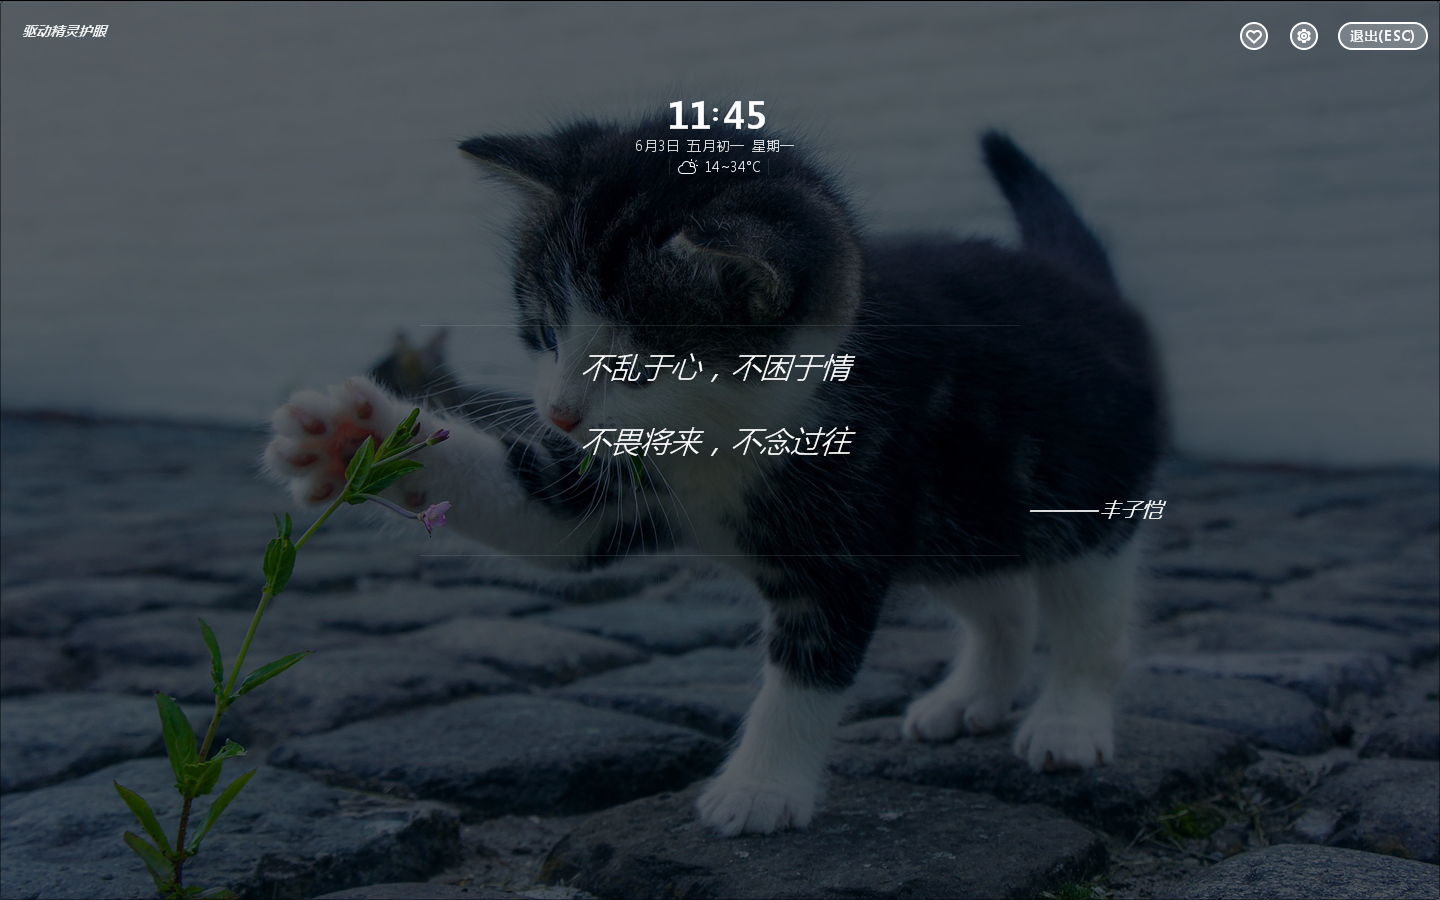 驱动精灵护眼
退出(ESC)
11:45
6月3日 五月初一 星期一
14~34°C
不乱于心，不困于情
不畏将来，不念过往
———丰子恺